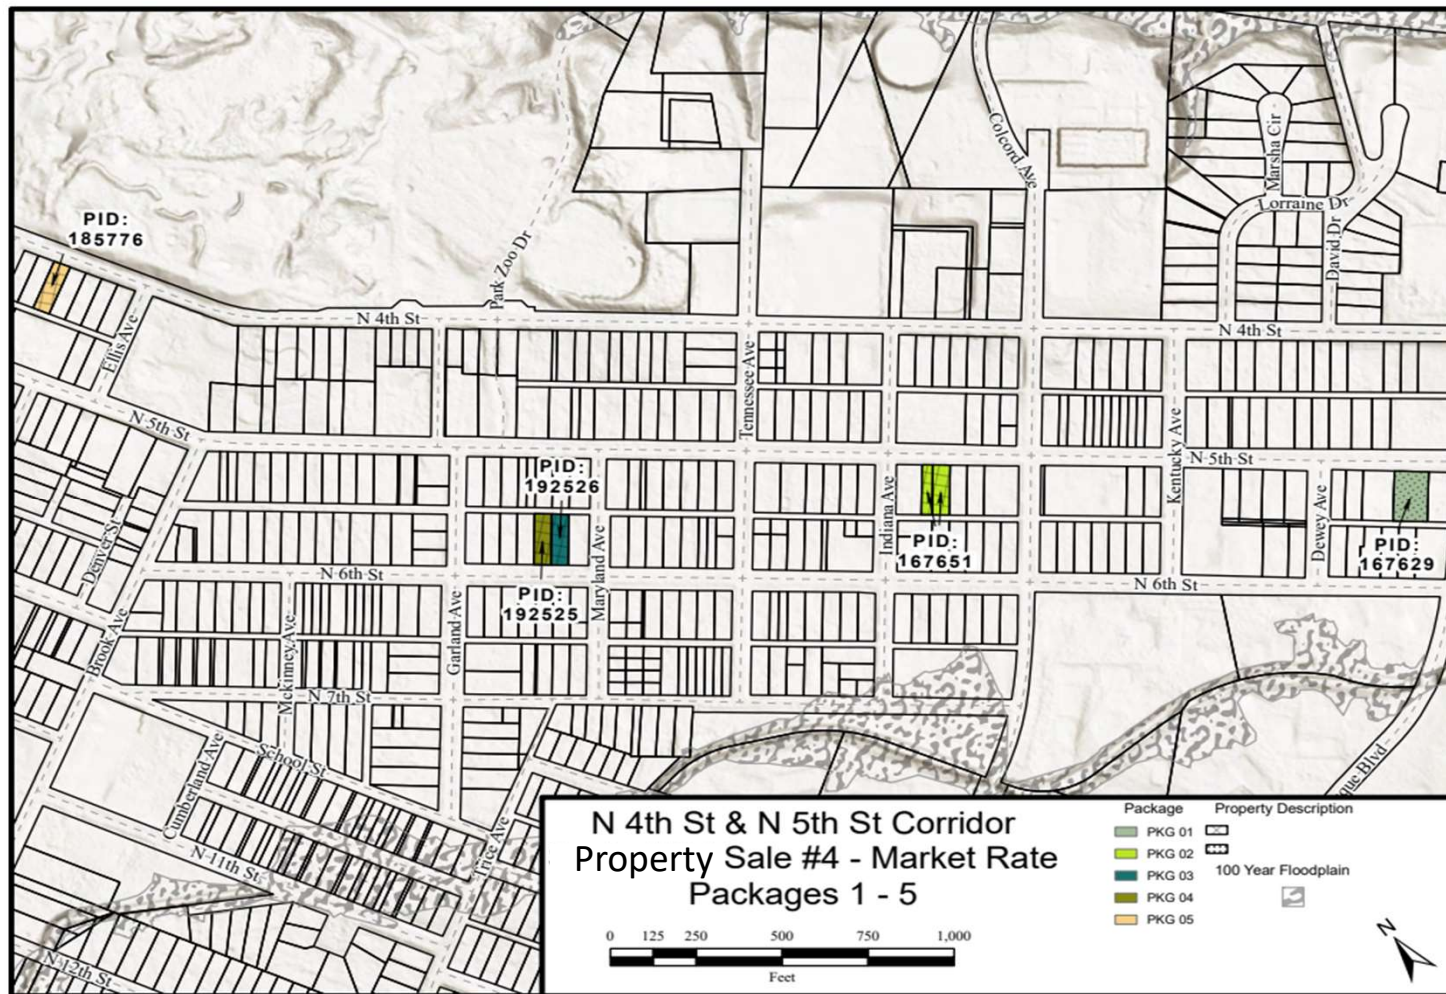 Colcord Ave
Marsha Cir
Lorraine Dr
David Dr
PID:
185776
Park Zoo Dr
N 4th St
N 4th St
Ellis Ave
Tennessee Ave
N 5th St
Kentucky Ave
N 5th St
PID:
192526
Indiana Ave
Dewey Ave
Denver St
Maryland Ave
PID:
167651
PID:
167629
N 6th St
N 6th St
PID:
192525
Brook Ave
Mckinney Ave
Garland Ave
N 7th St
School St
Cumberland Ave
que Blvd
Trice Ave
N 11th St
N 12th St
N 4th St & N 5th St Corridor
Property Sale #4 - Market Rate
Packages 1 - 5
0 125 250 500 750 1,000
Feet
Package Property Description
PKG 01
PKG 02
PKG 03
PKG 04
PKG 05
100 Year Floodplain
N